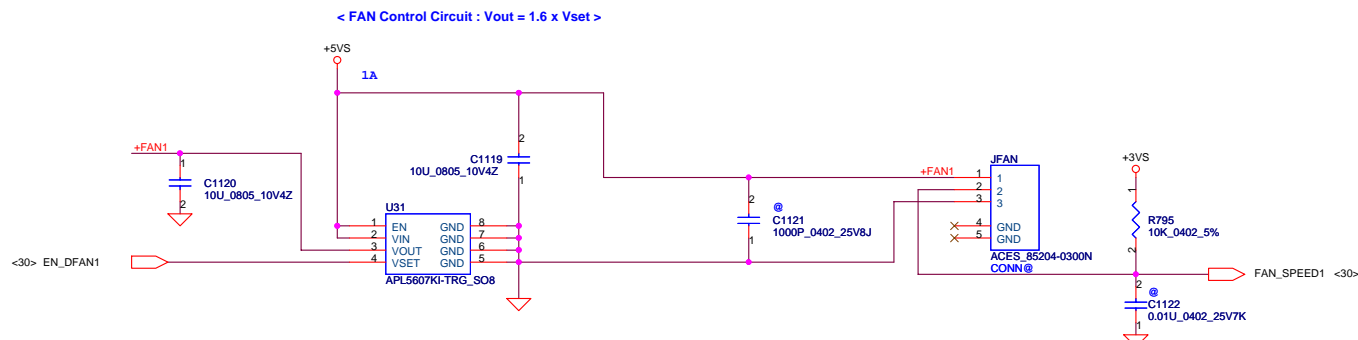 < FAN Control Circuit : Vout = 1.6 x Vset >
+5VS
1A
+FAN1
1
C1120
10U_0805_10V4Z
2
2
C1119
10U_0805_10V4Z
1
U31
1 EN GND 8
2 VIN GND 7
3 VOUT GND 6
4 VSET GND 5
APL5607KI-TRG_SO8
<30> EN_DFAN1
2
@
C1121
1000P_0402_25V8J
1
+FAN1
JFAN
1 1
2 2
3 3
4 GND
5 GND
ACES_85204-0300N
CONN@
+3VS
1
R795
10K_0402_5%
2
FAN_SPEED1 <30>
2
@
C1122
0.01U_0402_25V7K
1